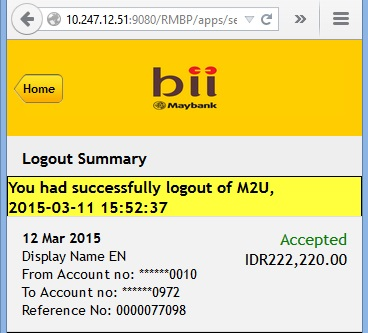 10.247.12.51:9080/RMBP/apps/se
Home
bii
Maybank
Logout Summary
You had successfully logout of M2U,
2015-03-11 15:52:37
12 Mar 2015
Accepted
Display Name EN
IDR222,220.00
From Account no: ******0010
To Account no: ******0972
Reference No: 0000077098